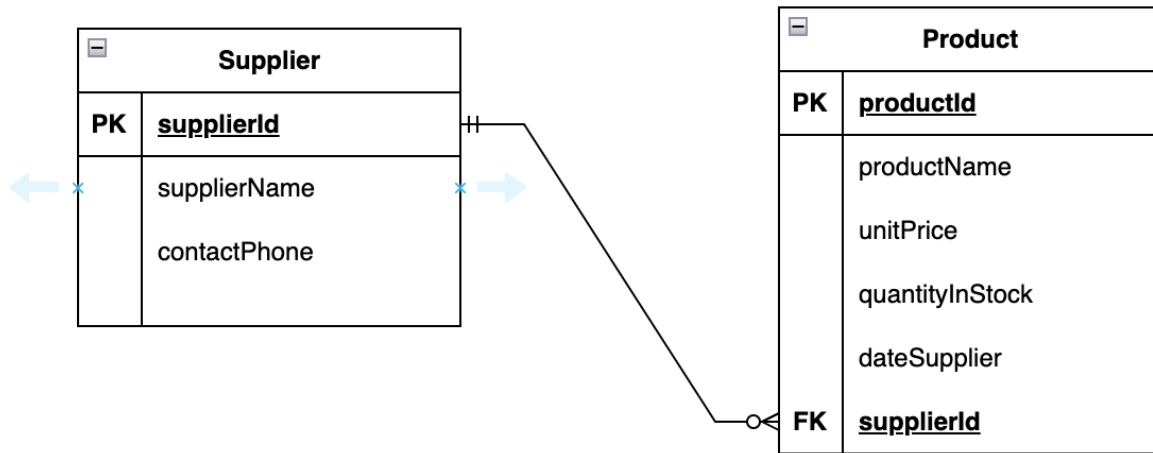 Supplier
PK supplierId
supplierName
contactPhone
Product
PK productId
productName
unitPrice
quantityInStock
dateSupplier
FK supplierId